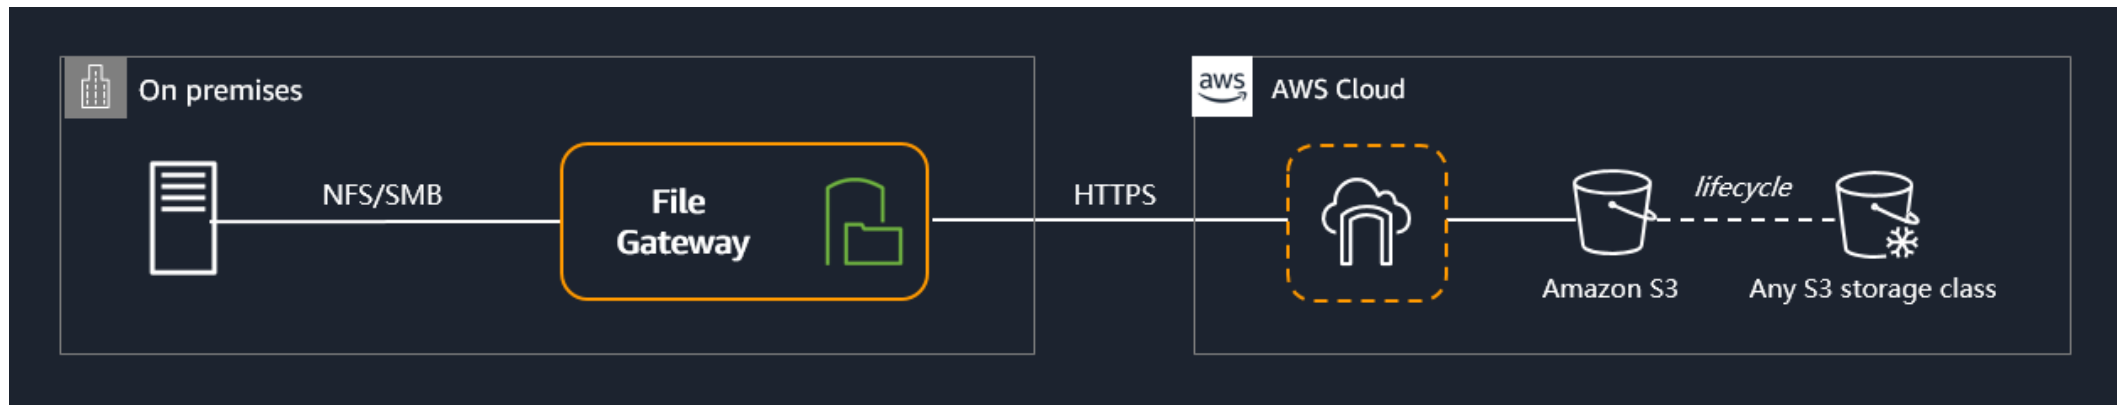 On premises
NFS/SMB
File
Gateway
HTTPS
aws
AWS Cloud
lifecycle
Amazon S3
Any S3 storage class